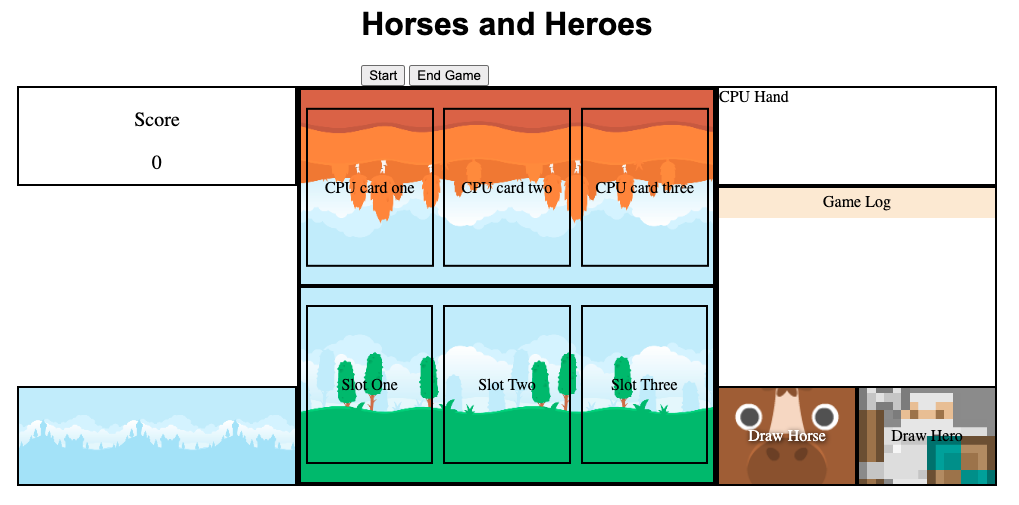 Horses and Heroes
Start End Game
Score
0
CPU card one CPU card two CPU card three
CPU Hand
Game Log
Slot One Slot Two Slot Three
Draw Horse Draw Hero